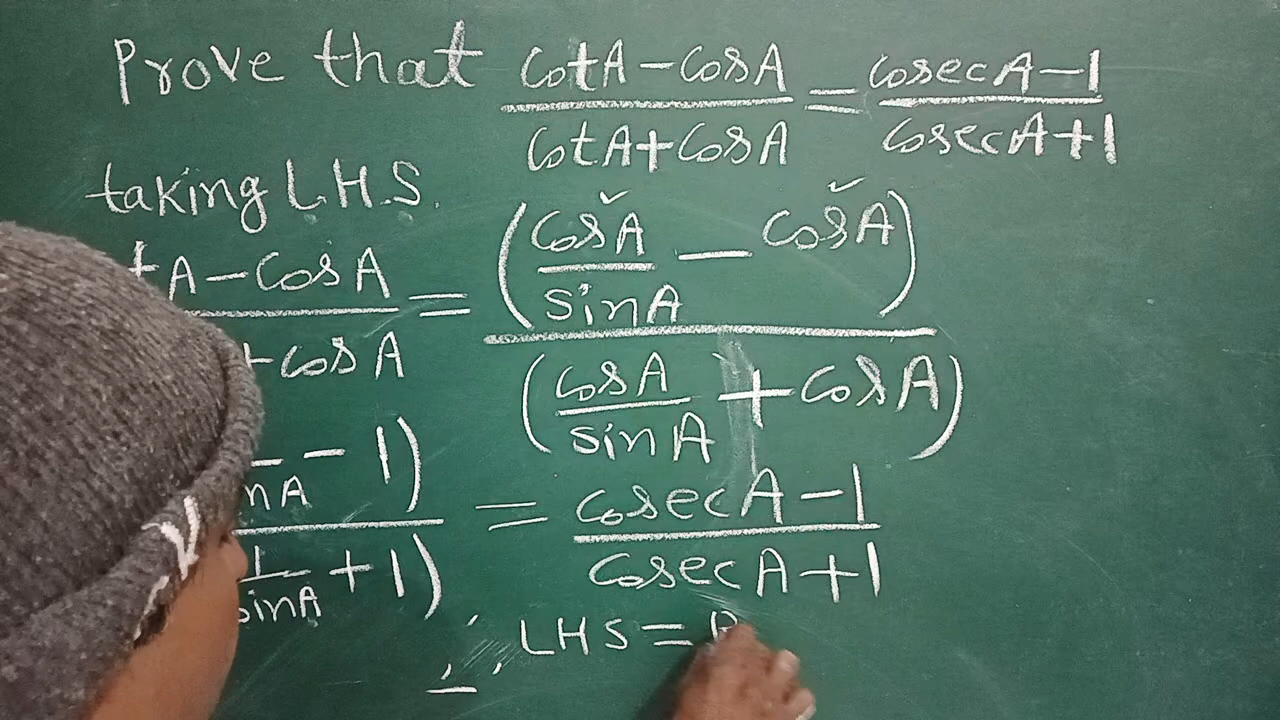 Prove that cotA-cosA/cotA+cosA = cosecA-1/cosecA+1
taking L.H.S.
tA-cosA/+cosA = (cosA/sinA - cosA)/(cosA/sinA + cosA)
- 1)/(1/sinA + 1) = cosecA-1/cosecA+1
∴ LHS =